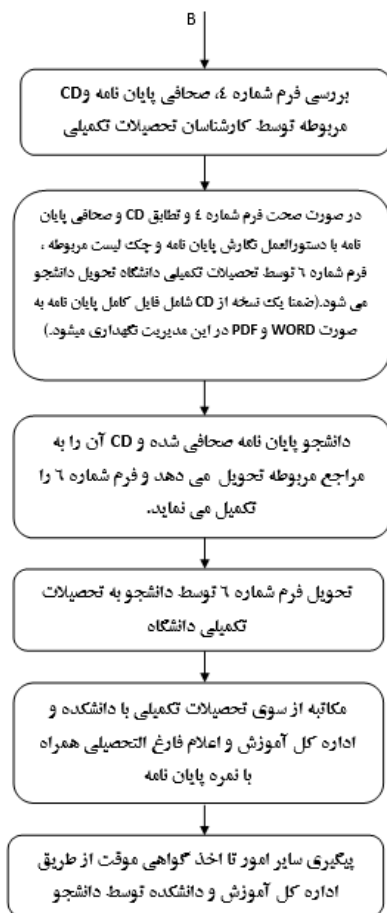 B
بررسی فرم شماره ٤، صحافی پایان نامه وCD
مربوطه توسط کارشناسان تحصیلات تکمیلی
در صورت صحت فرم شماره ٤ و تطابق CD و صحافی پایان
نامه با دستورالعمل نگارش پایان نامه و چک لیست مربوطه ،
فرم شماره ٦ توسط تحصیلات تکمیلی دانشگاه تحویل دانشجو
می شود.(ضمنا یک نسخه از CD شامل فایل کامل پایان نامه به
صورت WORD و PDF در این مدیریت نگهداری میشود.)
دانشجو پایان نامه صحافی شده و CD آن را به
مراجع مربوطه تحویل می دهد و فرم شماره ٦ را
تکمیل می نماید.
تحویل فرم شماره ٦ توسط دانشجو به تحصیلات
تکمیلی دانشگاه
مکاتبه از سوی تحصیلات تکمیلی با دانشکده و
اداره کل آموزش و اعلام فارغ التحصیلی همراه
با نمره پایان نامه
پیگیری سایر امور تا اخذ گواهی موقت از طریق
اداره کل آموزش و دانشکده توسط دانشجو